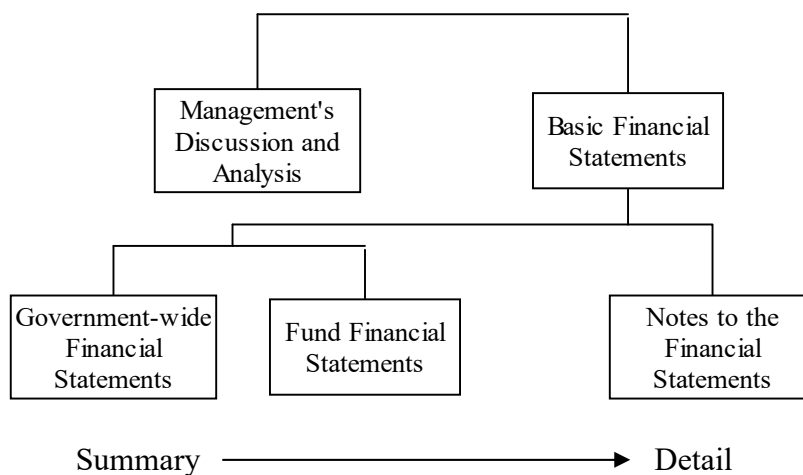 Management's
Discussion and
Analysis
Basic Financial
Statements
Government-wide
Financial
Statements
Fund Financial
Statements
Notes to the
Financial
Statements
Summary
Detail